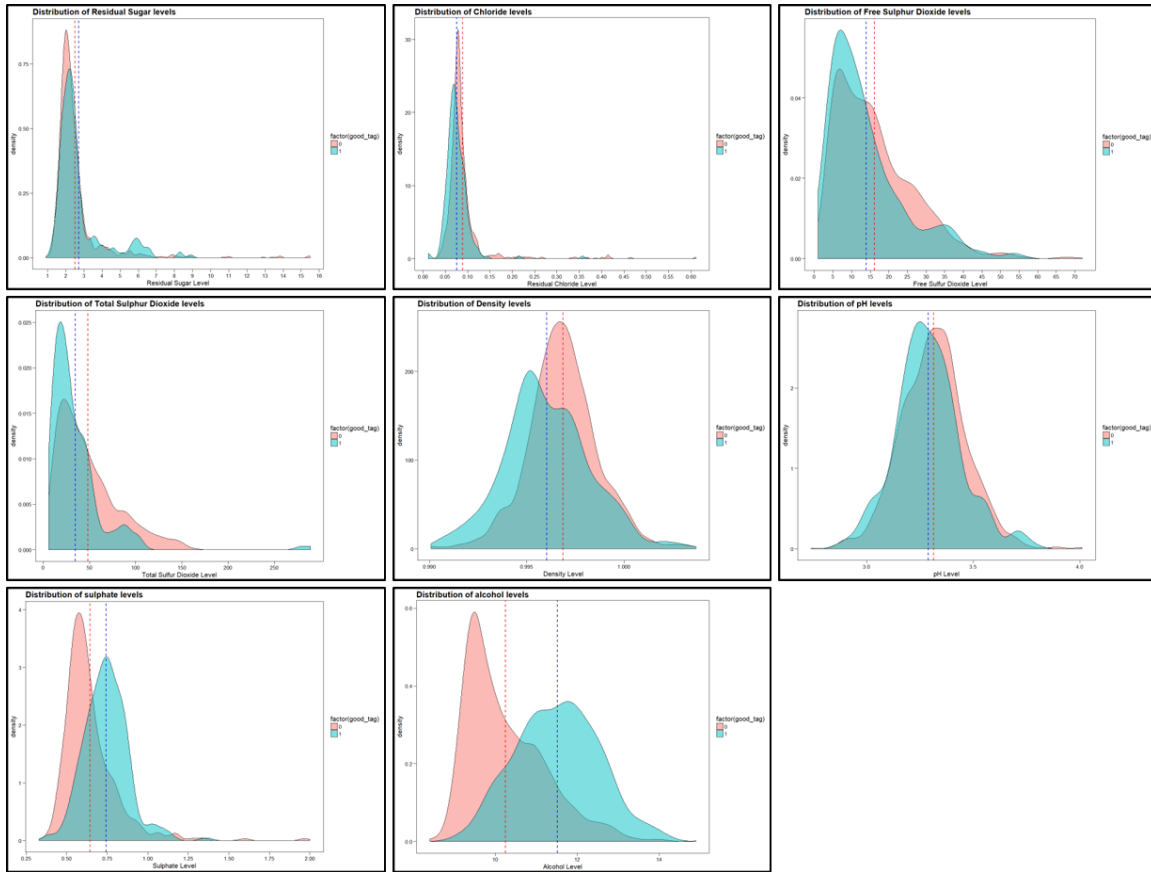 Distribution of Residual Sugar levels
density
0.75
0.50
0.25
0.00
1 2 3 4 5 6 7 8 9 10 11 12 13 14 15 16
Residual Sugar Level
factor(good_tag)
0
1
Distribution of Chloride levels
density
30
20
10
0
0.00 0.05 0.10 0.15 0.20 0.25 0.30 0.35 0.40 0.45 0.50 0.55 0.60
Residual Chloride Level
factor(good_tag)
0
1
Distribution of Free Sulphur Dioxide levels
density
0.04
0.02
0.00
0 5 10 15 20 25 30 35 40 45 50 55 60 65 70
Free Sulfur Dioxide Level
factor(good_tag)
0
1
Distribution of Total Sulphur Dioxide levels
density
0.025
0.020
0.015
0.010
0.005
0.000
0 50 100 150 200 250
Total Sulfur Dioxide Level
factor(good_tag)
0
1
Distribution of Density levels
density
200
100
0
0.990 0.995 1.000
Density Level
factor(good_tag)
0
1
Distribution of pH levels
density
2
1
0
3.0 3.5 4.0
pH Level
factor(good_tag)
0
1
Distribution of sulphate levels
density
4
3
2
1
0
0.25 0.50 0.75 1.00 1.25 1.50 1.75 2.00
Sulphate Level
factor(good_tag)
0
1
Distribution of alcohol levels
density
0.6
0.4
0.2
0.0
10 12 14
Alcohol Level
factor(good_tag)
0
1